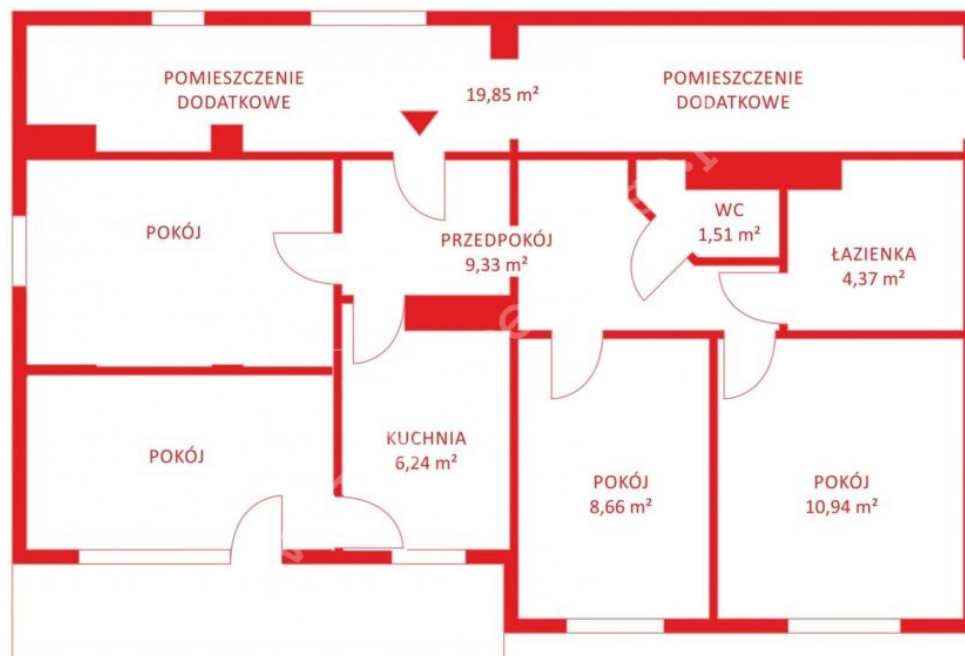 POMIESZCZENIE
DODATKOWE
19,85 m²
POMIESZCZENIE
DODATKOWE
POKÓJ
PRZEDPOKÓJ
9,33 m²
WC
1,51 m²
ŁAZIENKA
4,37 m²
POKÓJ
KUCHNIA
6,24 m²
POKÓJ
8,66 m²
POKÓJ
10,94 m²